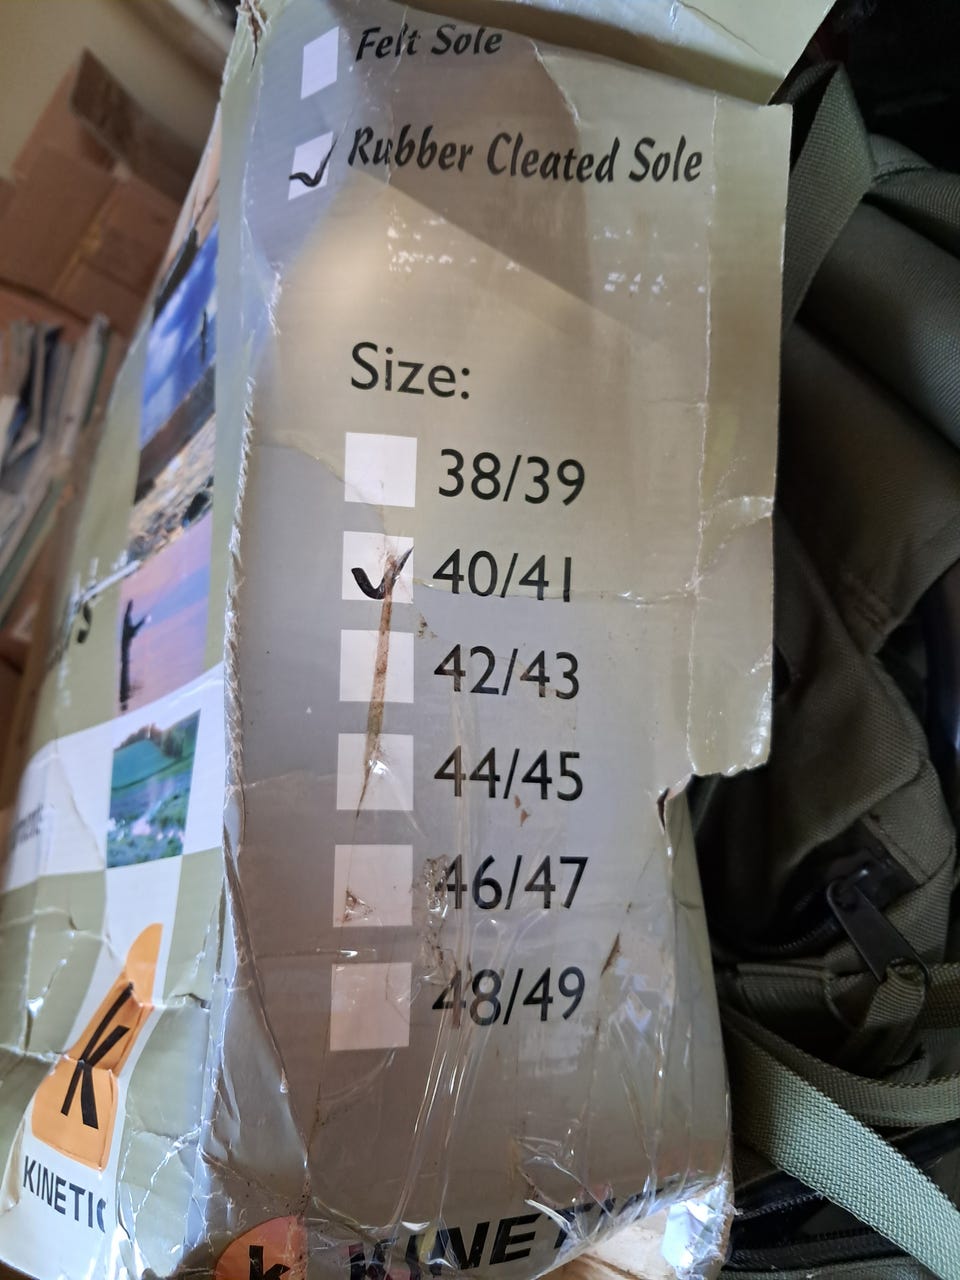 Felt Sole
Rubber Cleated Sole
Size:
38/39
40/41
42/43
44/45
46/47
48/49
K
KINETIC
k KINETIC